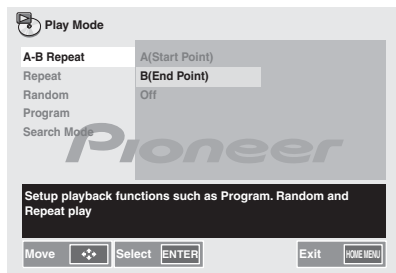 Play Mode
A-B Repeat
Repeat
Random
Program
Search Mode
A(Start Point)
B(End Point)
Off
Pioneer
Setup playback functions such as Program. Random and
Repeat play
Move
Select ENTER
Exit HOME MENU